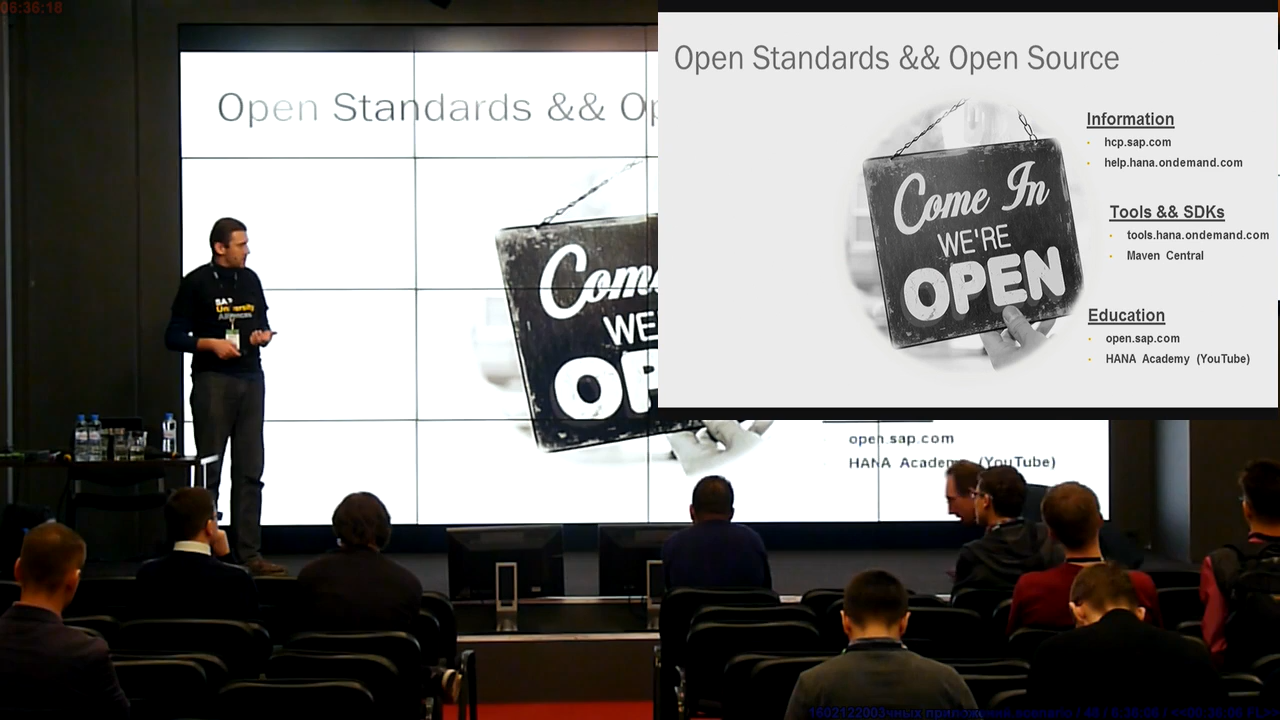 06:36:18
Open Standards && Op
Com
WE
OP
open.sap.com
HANA Academy (YouTube)
SAP
University
Alliances
Open Standards && Open Source
Come In
WE'RE
OPEN
Information
hcp.sap.com
help.hana.ondemand.com
Tools && SDKs
tools.hana.ondemand.com
Maven Central
Education
open.sap.com
HANA Academy (YouTube)